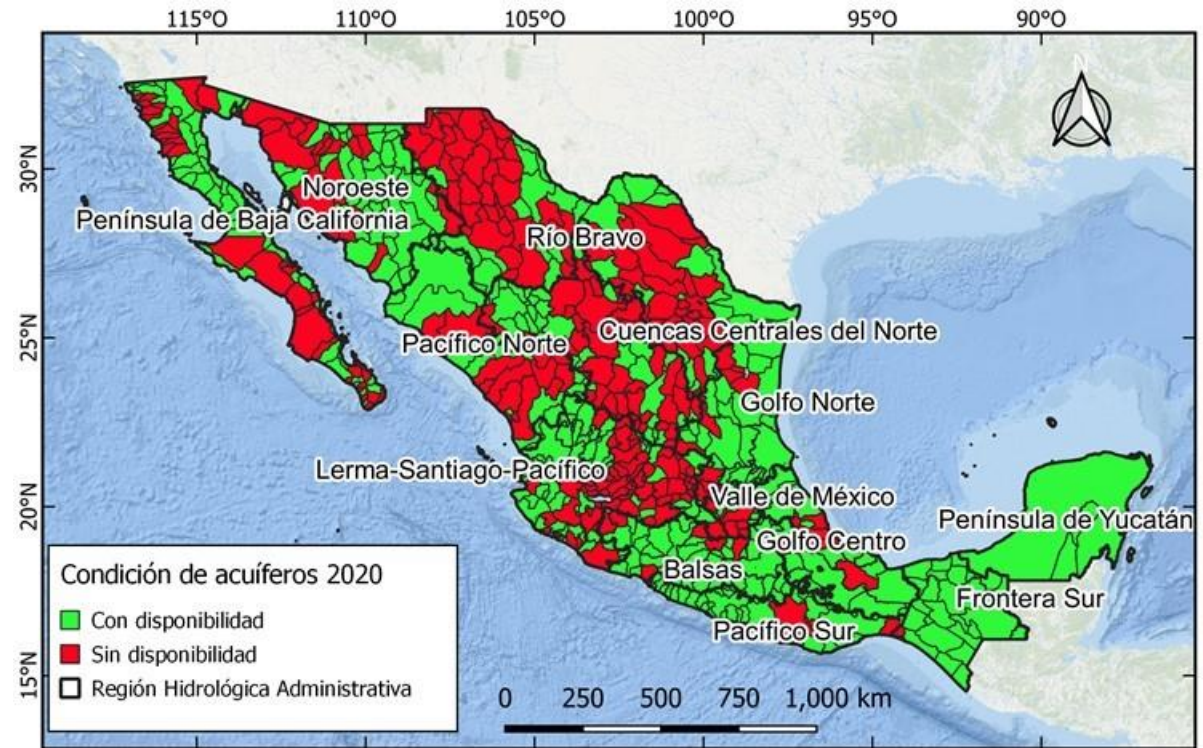 115°O 110°O 105°O 100°O 95°O 90°O
N
30°N
Noroeste
Península de Baja California
Río Bravo
25°N
Cuencas Centrales del Norte
Pacífico Norte
Golfo Norte
Lerma-Santiago-Pacífico
20°N
Valle de México
Península de Yucatán
Golfo Centro
Balsas
Frontera Sur
Pacífico Sur
15°N
Condición de acuíferos 2020
Con disponibilidad
Sin disponibilidad
Región Hidrológica Administrativa
0 250 500 750 1,000 km